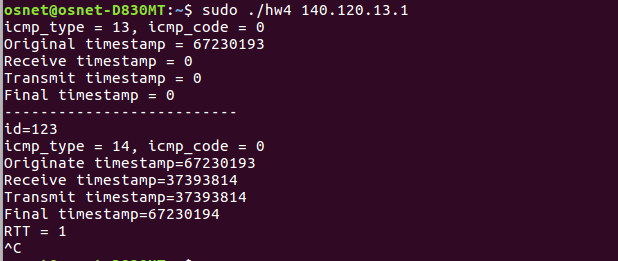 osnet@osnet-D830MT:~$ sudo ./hw4 140.120.13.1
icmp_type = 13, icmp_code = 0
Original timestamp = 67230193
Receive timestamp = 0
Transmit timestamp = 0
Final timestamp = 0
--------------------------
id=123
icmp_type = 14, icmp_code = 0
Originate timestamp=67230193
Receive timestamp=37393814
Transmit timestamp=37393814
Final timestamp=67230194
RTT = 1
^C